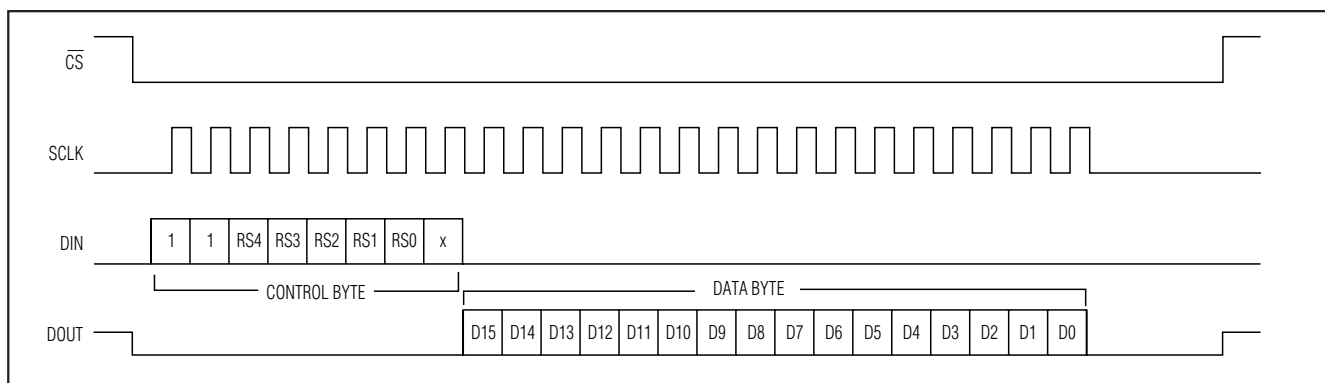 C̅S̅
SCLK
DIN
1 1 RS4 RS3 RS2 RS1 RS0 x
CONTROL BYTE
DATA BYTE
DOUT
D15 D14 D13 D12 D11 D10 D9 D8 D7 D6 D5 D4 D3 D2 D1 D0